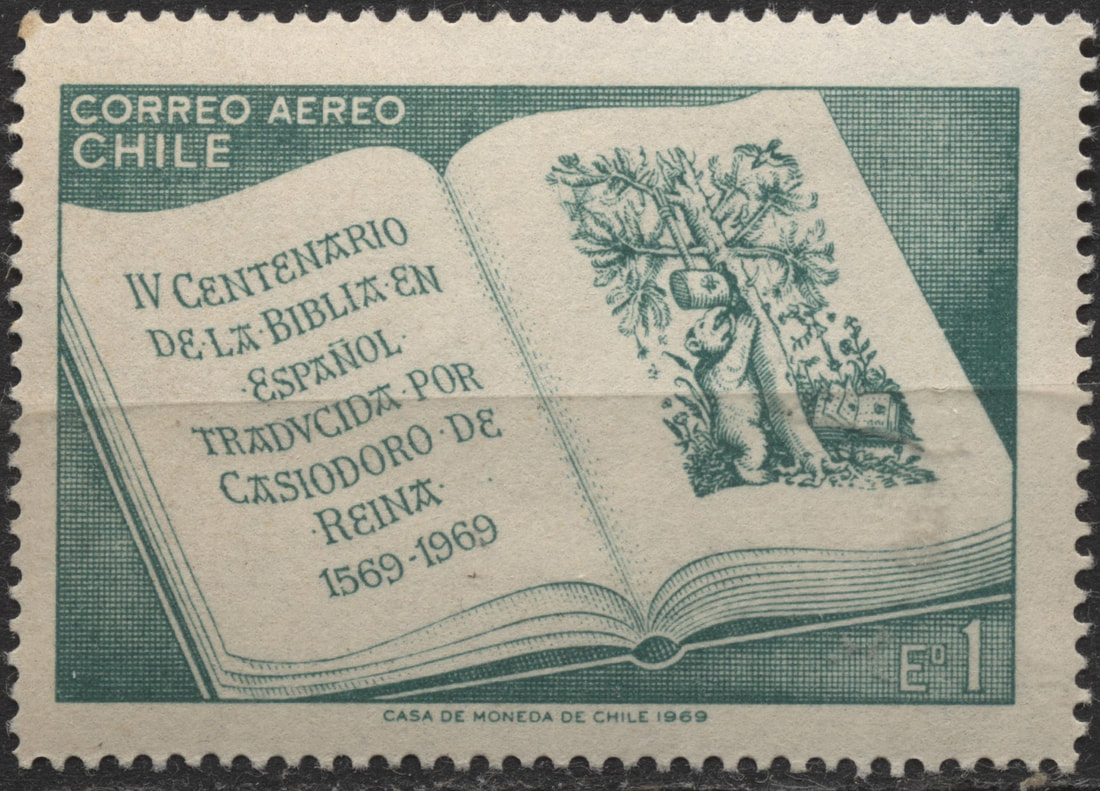 CORREO AEREO
CHILE
IV CENTENARIO
DE·LA·BIBLIA·EN
·ESPAÑOL·
TRADVCIDA·POR
CASIODORO·DE
·REINA·
1569-1969
Eº1
CASA DE MONEDA DE CHILE 1969